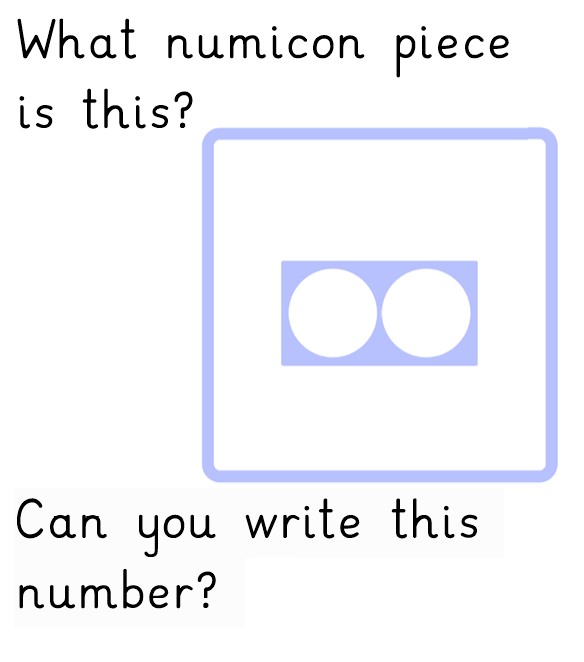 What numicon piece
is this?
Can you write this
number?